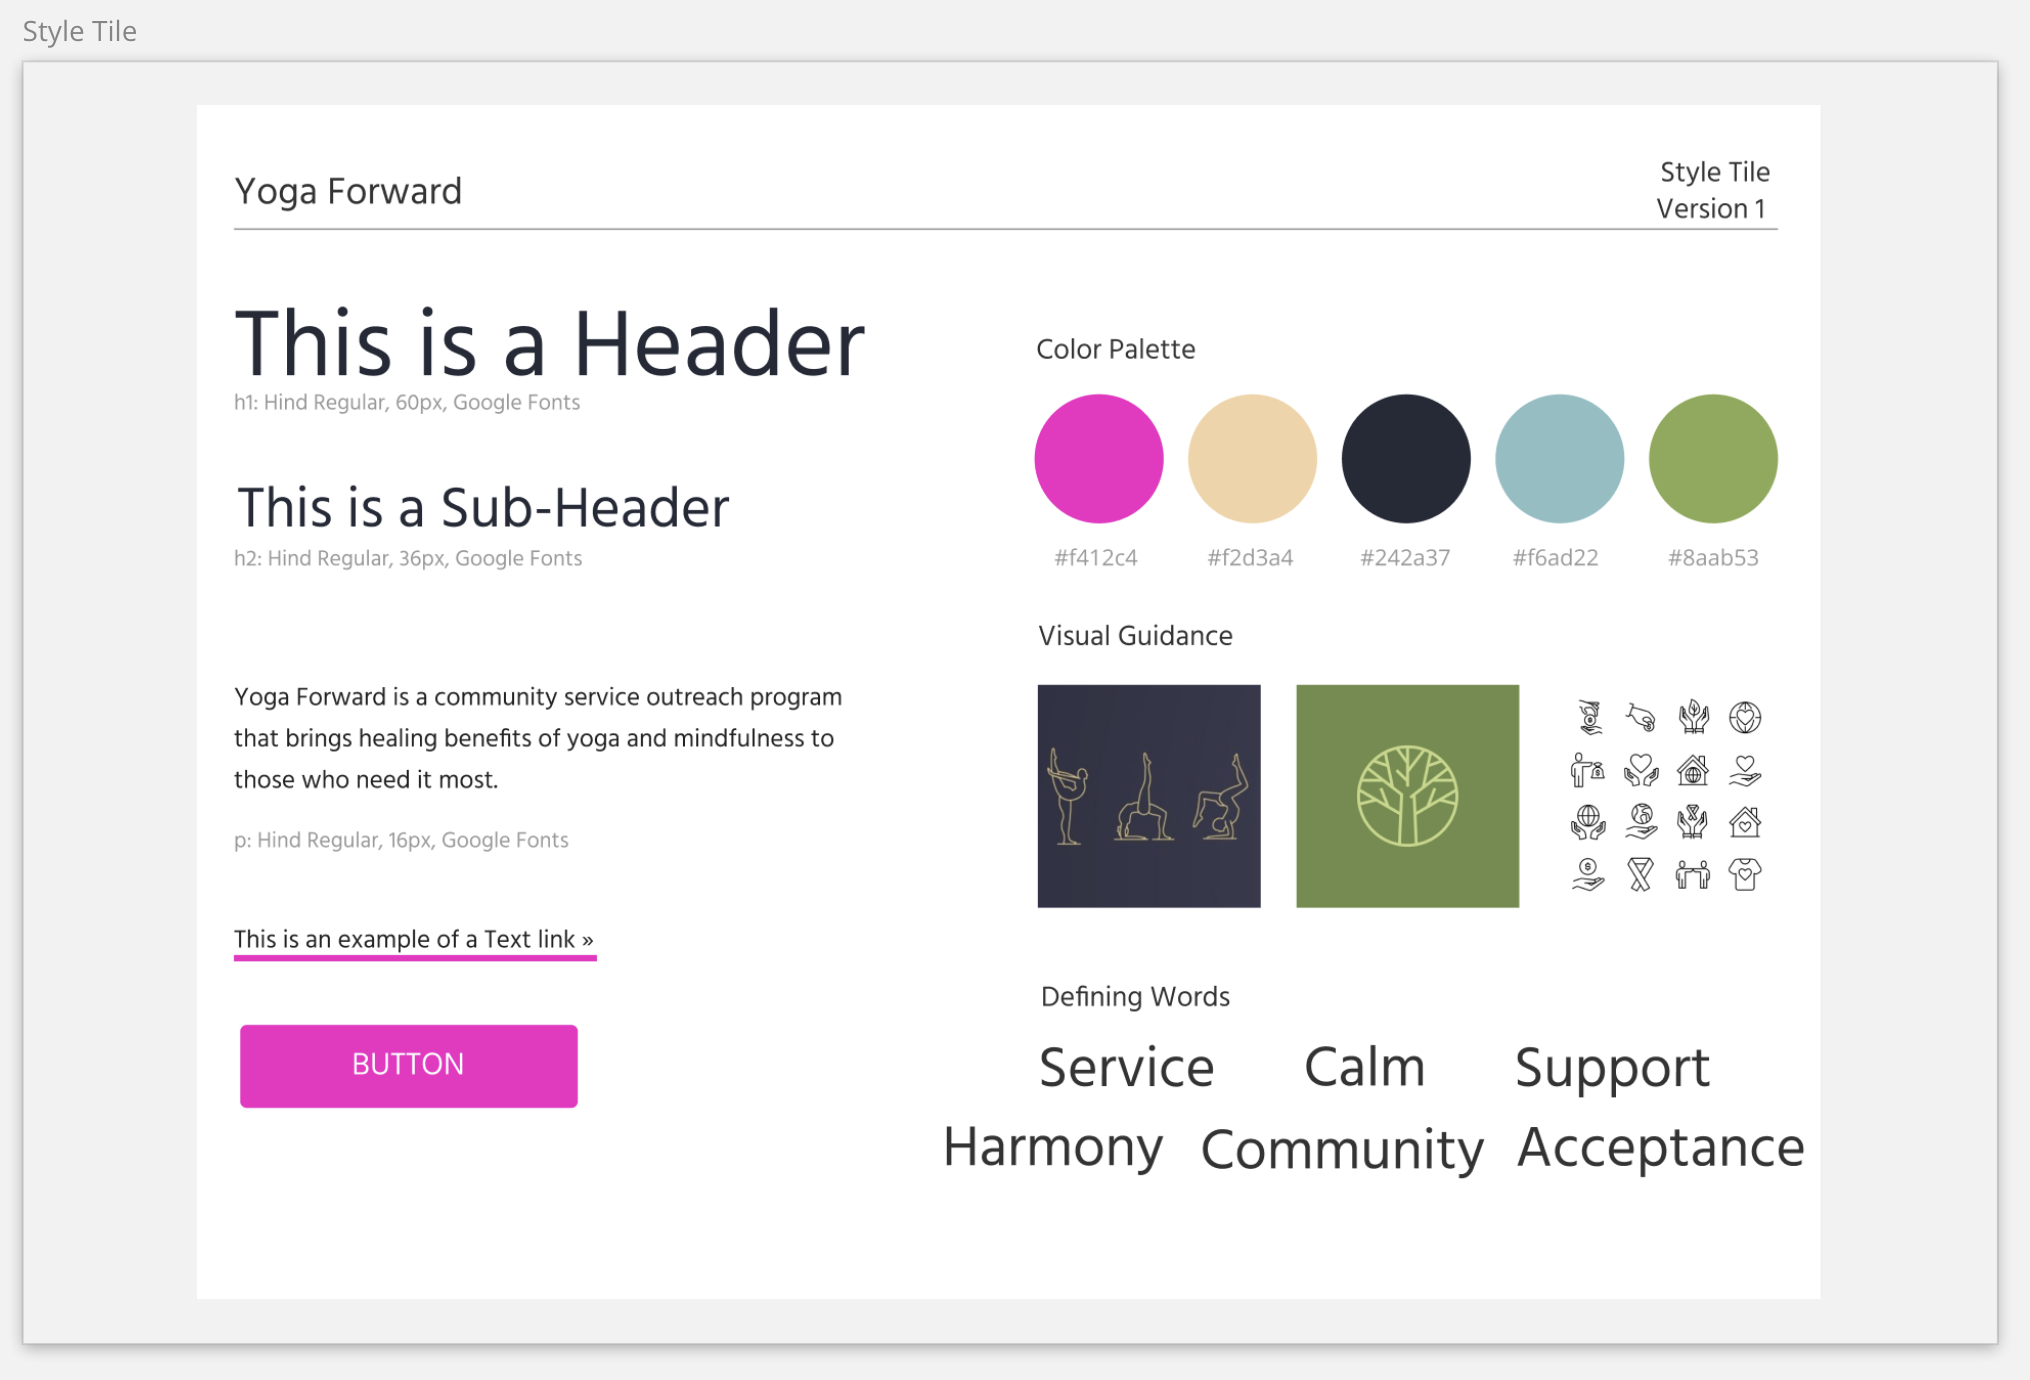 Style Tile
Yoga Forward
Style Tile
Version 1
This is a Header
h1: Hind Regular, 60px, Google Fonts
This is a Sub-Header
h2: Hind Regular, 36px, Google Fonts
Yoga Forward is a community service outreach program
that brings healing benefits of yoga and mindfulness to
those who need it most.
p: Hind Regular, 16px, Google Fonts
This is an example of a Text link »
BUTTON
Color Palette
#f412c4
#f2d3a4
#242a37
#f6ad22
#8aab53
Visual Guidance
Defining Words
Service Calm Support
Harmony Community Acceptance